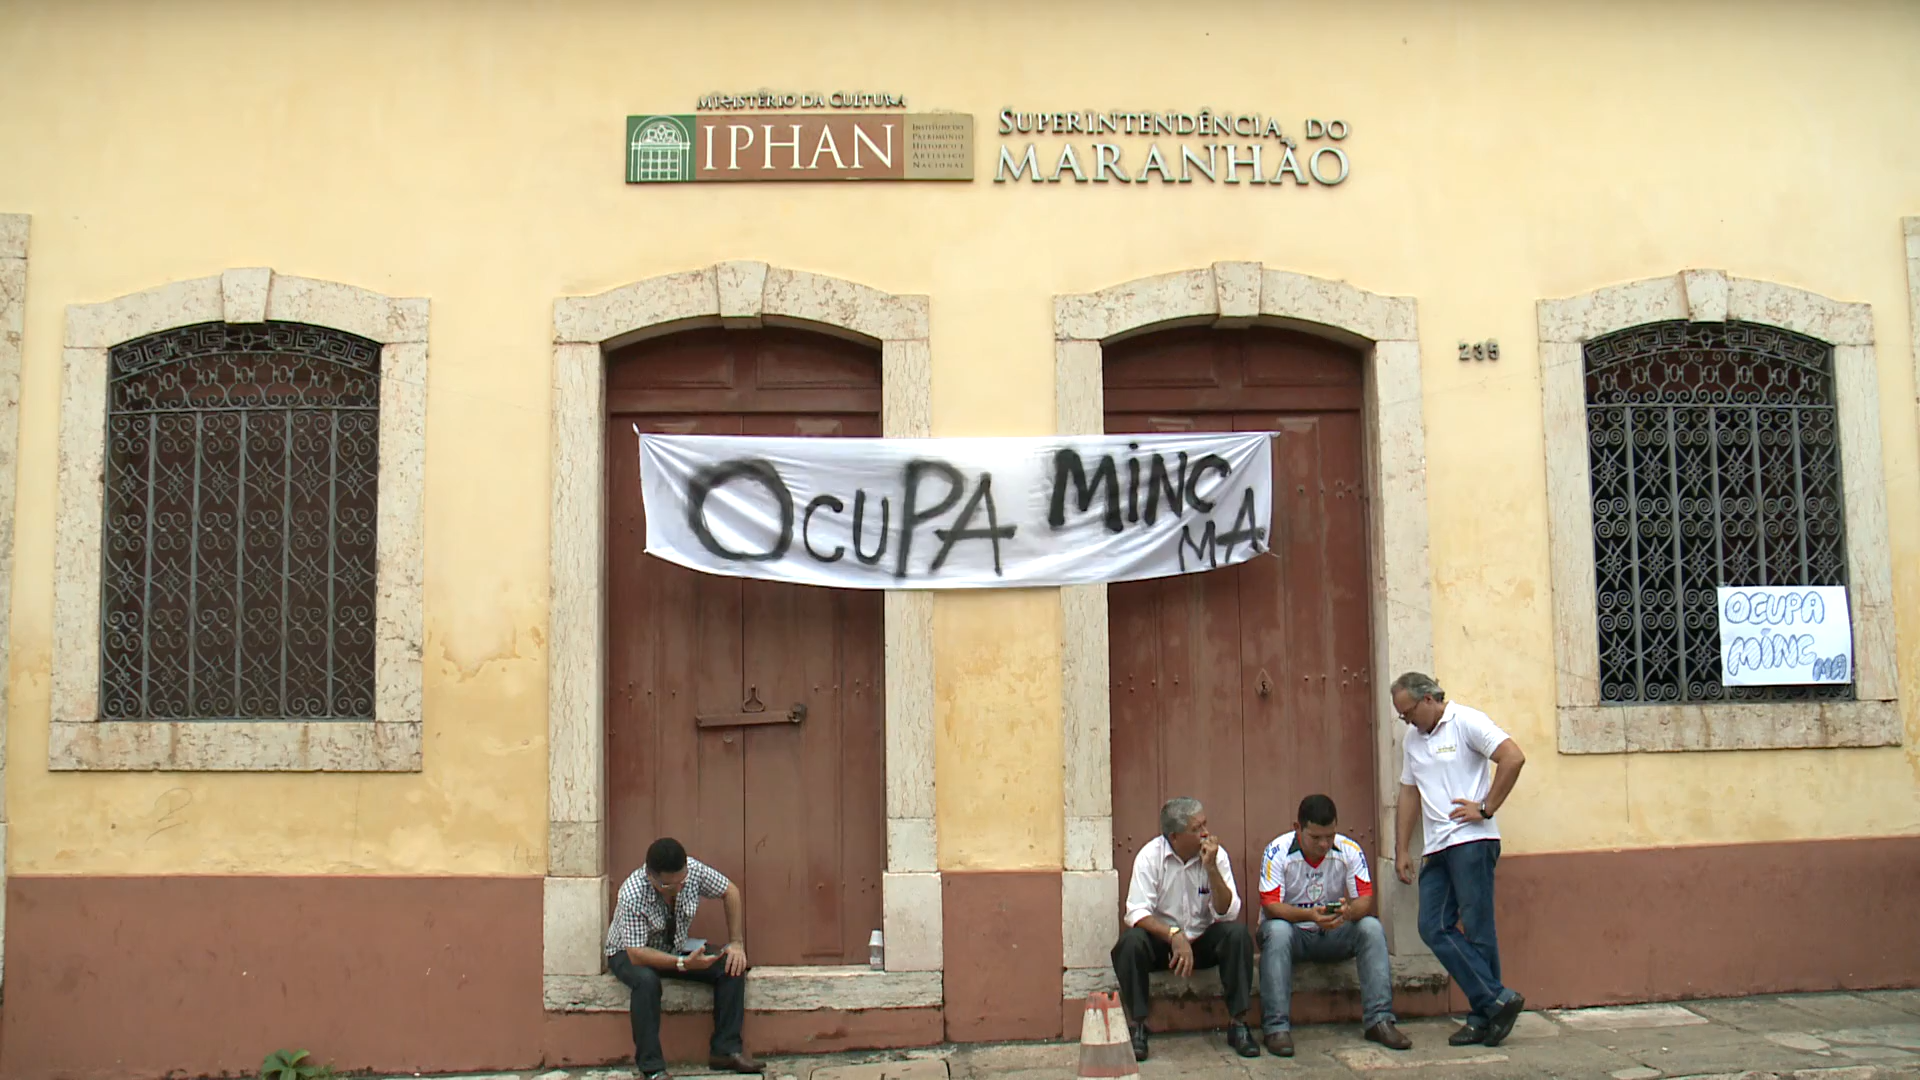 MINISTÉRIO DA CULTURA
IPHAN
INSTITUTO DO
PATRIMÔNIO
HISTÓRICO E
ARTÍSTICO
NACIONAL
SUPERINTENDÊNCIA DO
MARANHÃO
235
OCUPA MINC
MA
OCUPA
MINC
MA